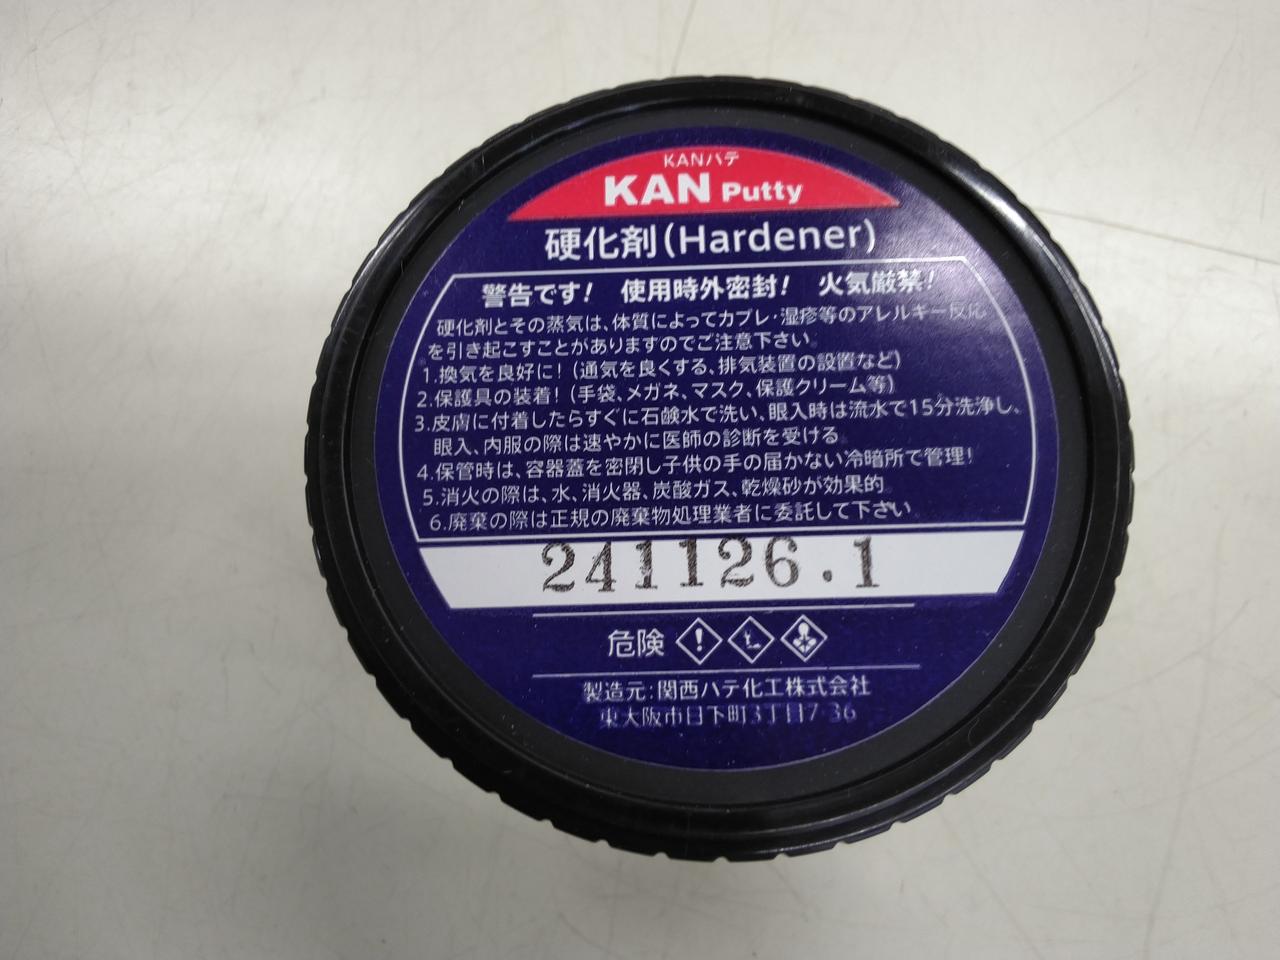 KANパテ
KAN Putty
硬化剤(Hardener)
警告です! 使用時外密封! 火気厳禁!
硬化剤とその蒸気は、体質によってカブレ・湿疹等のアレルギー反応
を引き起こすことがありますのでご注意下さい。
1.換気を良好に!(通気を良くする、排気装置の設置など)
2.保護具の装着!(手袋、メガネ、マスク、保護クリーム等)
3.皮膚に付着したらすぐに石鹸水で洗い、眼入時は流水で15分洗浄し、
眼入、内服の際は速やかに医師の診断を受ける。
4.保管時は、容器蓋を密閉し子供の手の届かない冷暗所で管理!
5.消火の際は、水、消火器、炭酸ガス、乾燥砂が効果的。
6.廃棄の際は正規の廃棄物処理業者に委託して下さい。
241126.1
危険
製造元:関西パテ化工株式会社
東大阪市日下町3丁目7-36